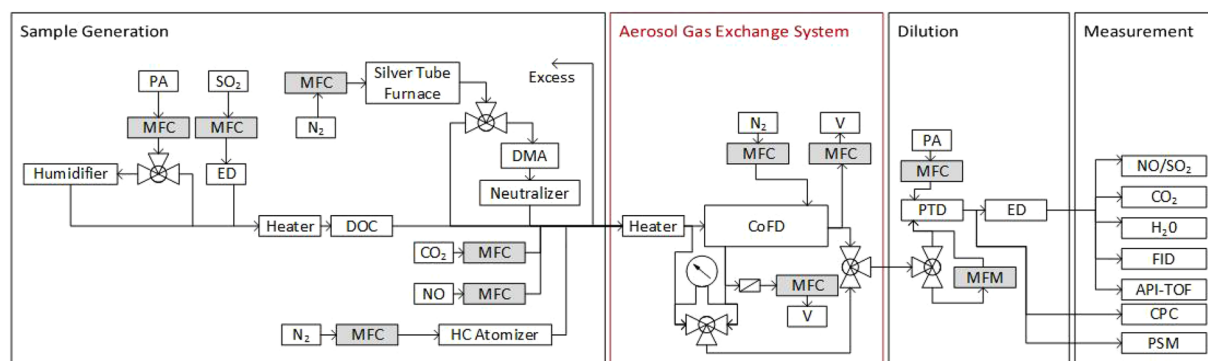 Sample Generation
PA
SO₂
MFC
MFC
Humidifier
ED
MFC
N₂
Silver Tube
Furnace
DMA
Neutralizer
Excess
Heater
DOC
CO₂
MFC
NO
MFC
N₂
MFC
HC Atomizer
Aerosol Gas Exchange System
N₂
V
MFC
MFC
Heater
CoFD
MFC
V
Dilution
PA
MFC
PTD
ED
MFM
Measurement
NO/SO₂
CO₂
H₂0
FID
API-TOF
CPC
PSM